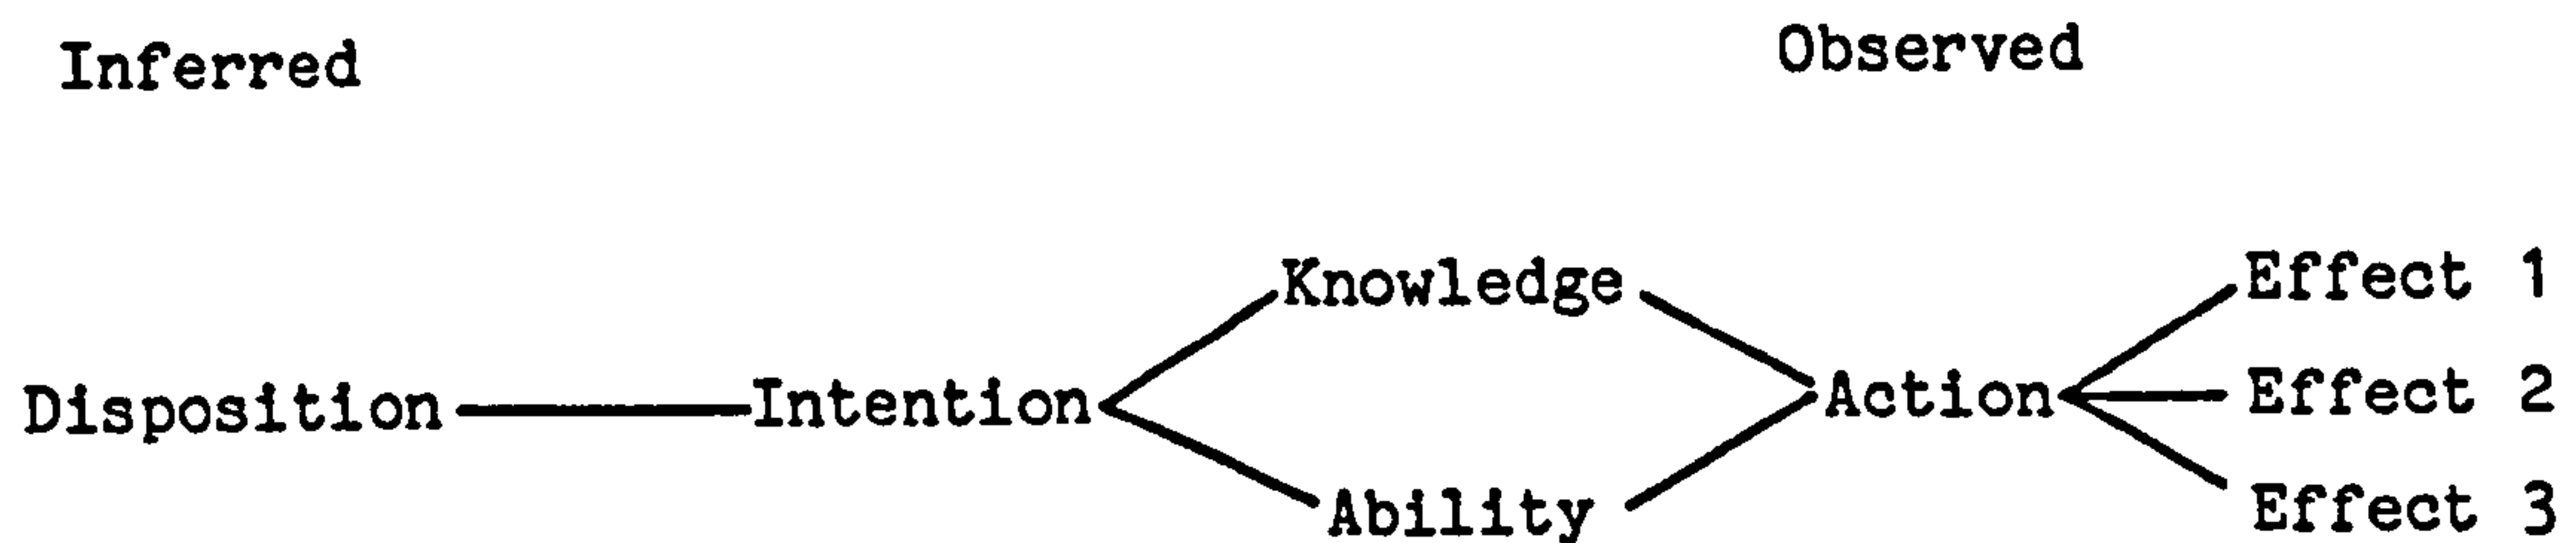 Inferred Observed
Knowledge Effect 1
Disposition Intention Action Effect 2
Ability Effect 3